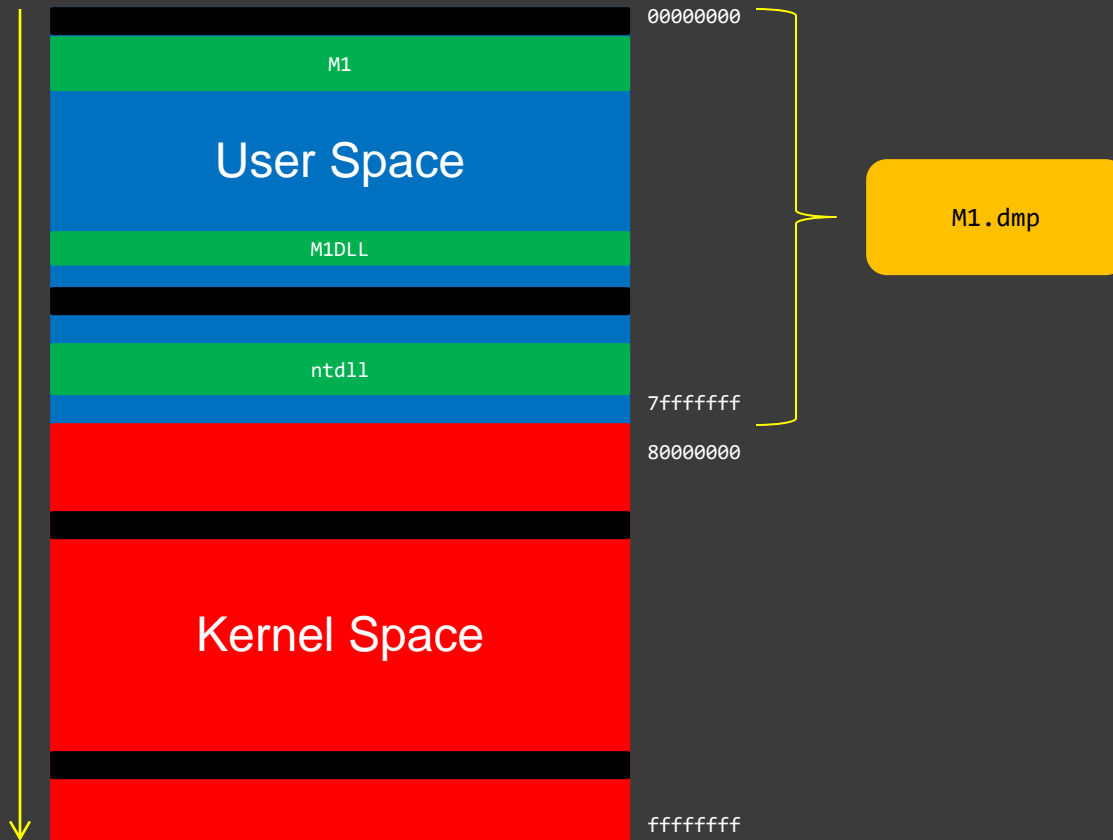 00000000
M1
User Space
M1.dmp
M1DLL
ntdll
7fffffff
80000000
Kernel Space
ffffffff